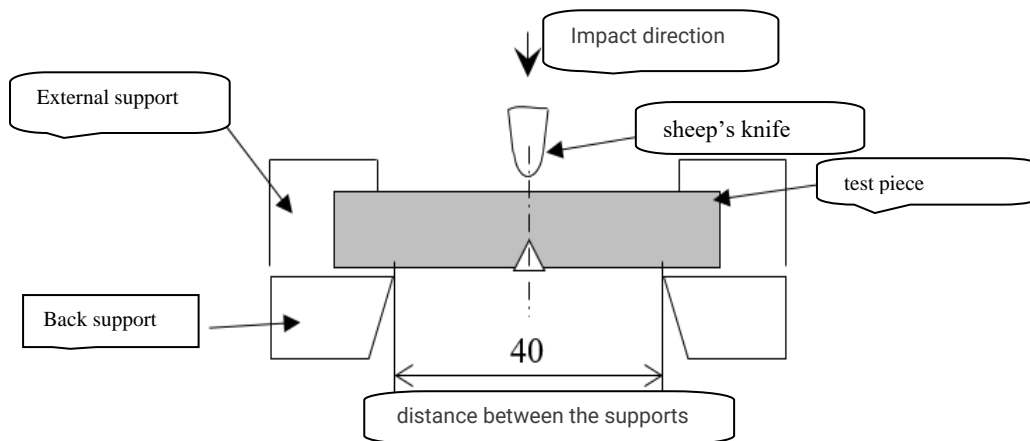 Impact direction
External support
sheep's knife
test piece
Back support
40
distance between the supports